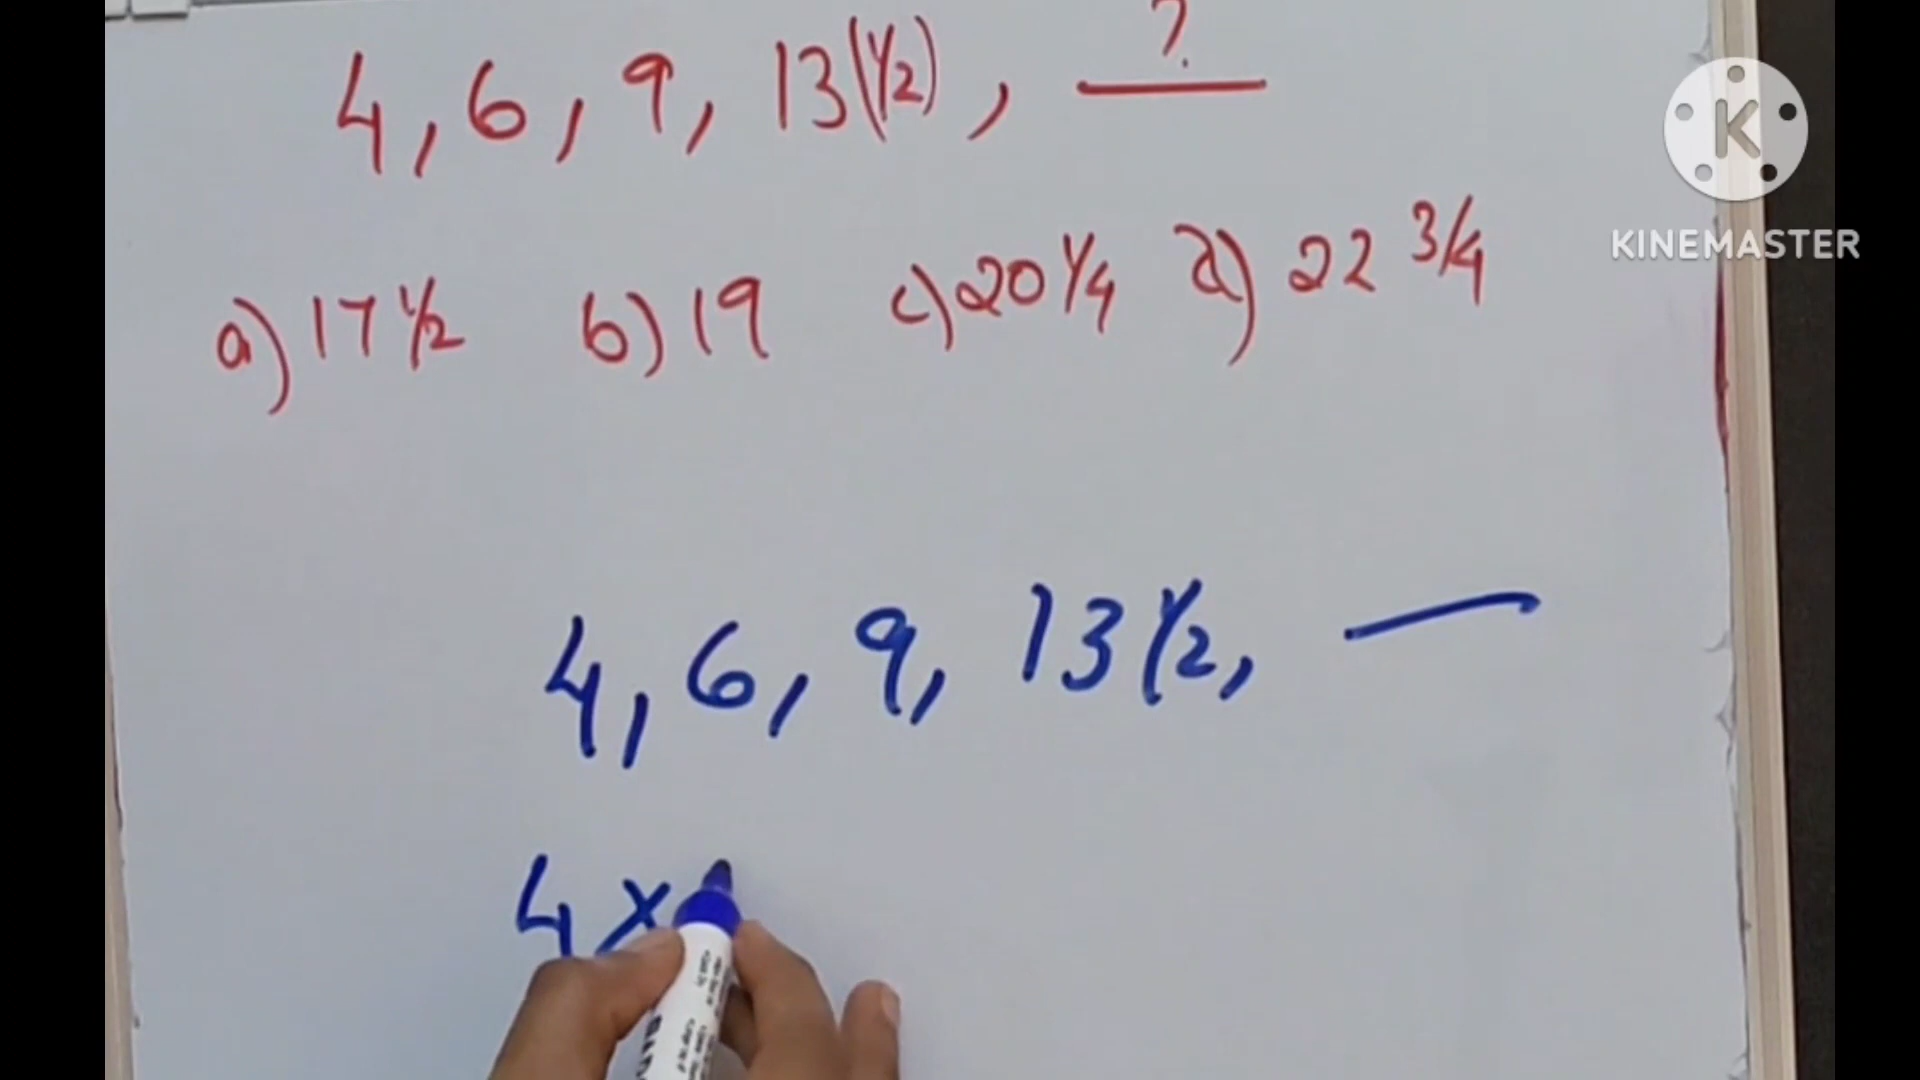 4, 6, 9, 13(1/2), ?
a) 17 1/2 b) 19 c) 20 1/4 d) 22 3/4
4, 6, 9, 13 1/2,
4 ×
K
KINEMASTER